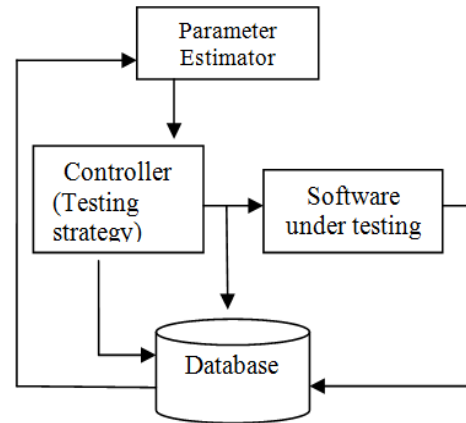 Parameter
Estimator
Controller
(Testing
strategy)
Software
under testing
Database